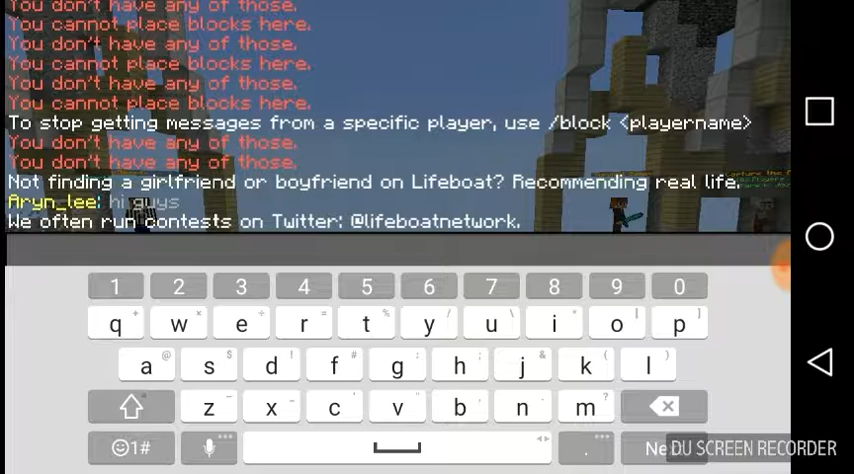 You don't have any of those.
You cannot place blocks here.
You don't have any of those.
You cannot place blocks here.
You don't have any of those.
You cannot place blocks here.
To stop getting messages from a specific player, use /block <playername>
You don't have any of those.
You don't have any of those.
Not finding a girlfriend or boyfriend on Lifeboat? Recommending real life.
Aryn_lee: hi guys
We often run contests on Twitter: @lifeboatnetwork.
1 2 3 4 5 6 7 8 9 0
q w e r t y u i o p
a s d f g h j k l
z x c v b n m
1# . Ne
DU SCREEN RECORDER